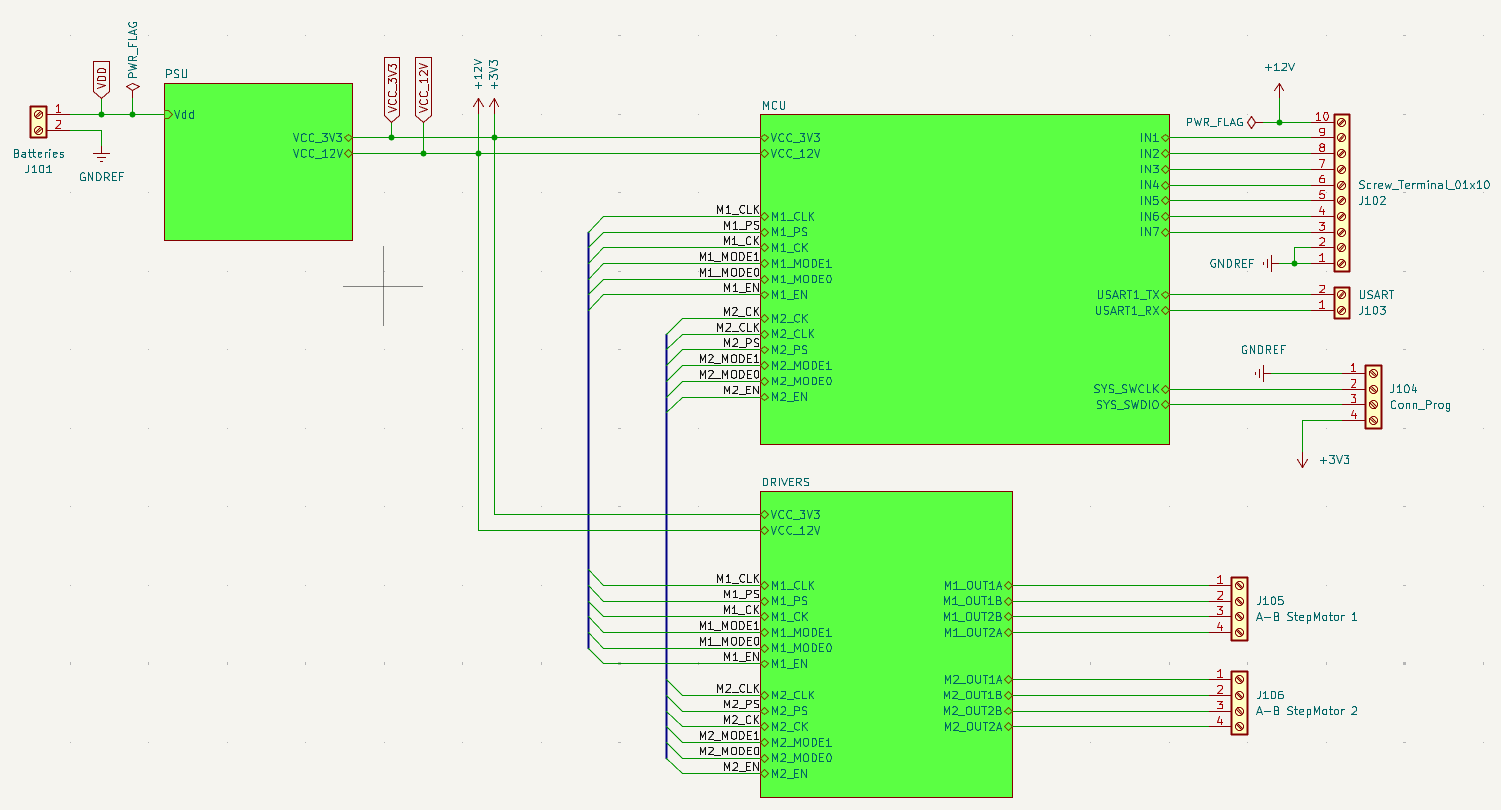 PSU
VDD
PWR_FLAG
1
2
Batteries
J101
GNDREF
Vdd
VCC_3V3
VCC_12V
VCC_3V3
VCC_12V
+12V
+3V3
MCU
VCC_3V3
VCC_12V
M1_CLK
M1_PS
M1_CK
M1_MODE1
M1_MODE0
M1_EN
M2_CK
M2_CLK
M2_PS
M2_MODE1
M2_MODE0
M2_EN
M1_CLK
M1_PS
M1_CK
M1_MODE1
M1_MODE0
M1_EN
M2_CK
M2_CLK
M2_PS
M2_MODE1
M2_MODE0
M2_EN
IN1
IN2
IN3
IN4
IN5
IN6
IN7
USART1_TX
USART1_RX
SYS_SWCLK
SYS_SWDIO
+12V
PWR_FLAG
10
9
8
7
6
5
4
3
2
1
Screw_Terminal_01x10
J102
GNDREF
2
1
USART
J103
GNDREF
1
2
3
4
J104
Conn_Prog
+3V3
DRIVERS
VCC_3V3
VCC_12V
M1_CLK
M1_PS
M1_CK
M1_MODE1
M1_MODE0
M1_EN
M2_CLK
M2_PS
M2_CK
M2_MODE1
M2_MODE0
M2_EN
M1_CLK
M1_PS
M1_CK
M1_MODE1
M1_MODE0
M1_EN
M2_CLK
M2_PS
M2_CK
M2_MODE1
M2_MODE0
M2_EN
M1_OUT1A
M1_OUT1B
M1_OUT2B
M1_OUT2A
M2_OUT1A
M2_OUT1B
M2_OUT2B
M2_OUT2A
1
2
3
4
J105
A-B StepMotor 1
1
2
3
4
J106
A-B StepMotor 2